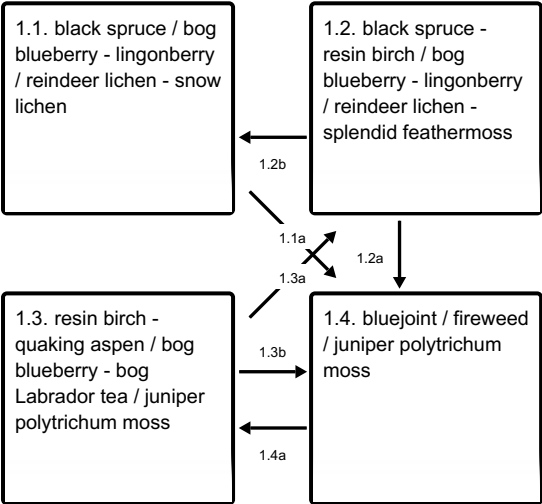 1.1. black spruce / bog
blueberry - lingonberry
/ reindeer lichen - snow
lichen
1.2. black spruce -
resin birch / bog
blueberry - lingonberry
/ reindeer lichen -
splendid feathermoss
1.2b
1.1a
1.2a
1.3a
1.3. resin birch -
quaking aspen / bog
blueberry - bog
Labrador tea / juniper
polytrichum moss
1.3b
1.4a
1.4. bluejoint / fireweed
/ juniper polytrichum
moss